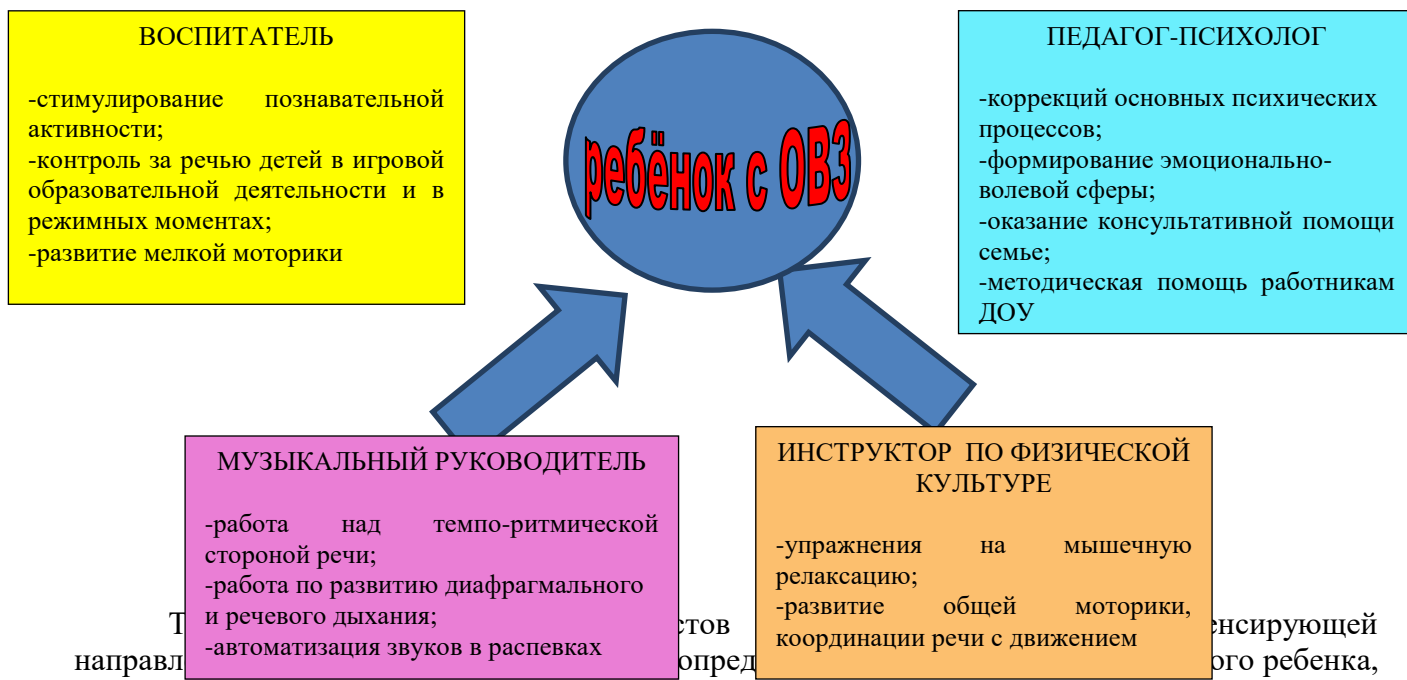 ВОСПИТАТЕЛЬ
-стимулирование познавательной
активности;
-контроль за речью детей в игровой
образовательной деятельности и в
режимных моментах;
-развитие мелкой моторики
ребёнок с ОВЗ
ПЕДАГОГ-ПСИХОЛОГ
-коррекций основных психических
процессов;
-формирование эмоционально-
волевой сферы;
-оказание консультативной помощи
семье;
-методическая помощь работникам
ДОУ
МУЗЫКАЛЬНЫЙ РУКОВОДИТЕЛЬ
-работа над темпо-ритмической
стороной речи;
-работа по развитию диафрагмального
и речевого дыхания;
-автоматизация звуков в распевках
ИНСТРУКТОР ПО ФИЗИЧЕСКОЙ
КУЛЬТУРЕ
-упражнения на мышечную
релаксацию;
-развитие общей моторики,
координации речи с движением
ребенка,